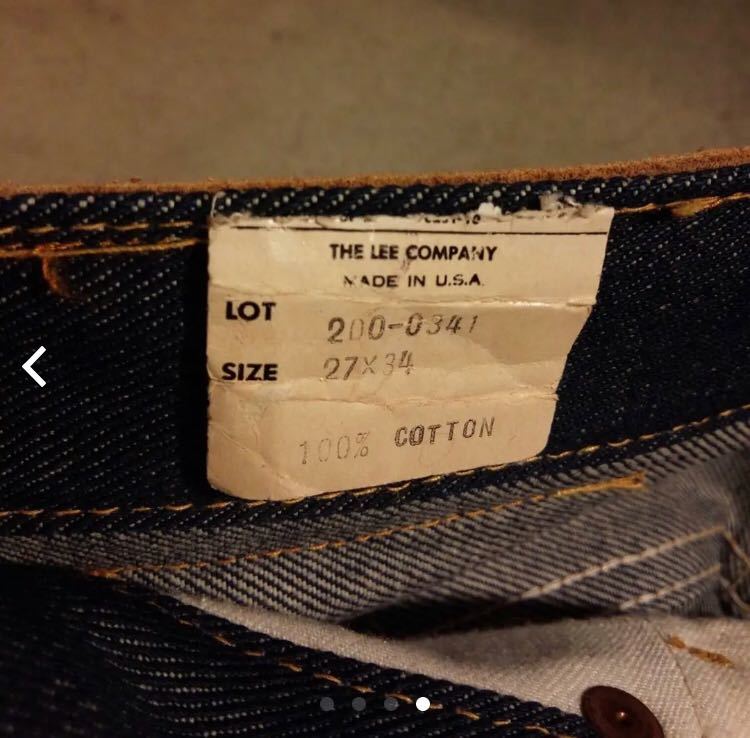 THE LEE COMPANY
MADE IN U.S.A.
LOT 200-0341
SIZE 27X34
100% COTTON